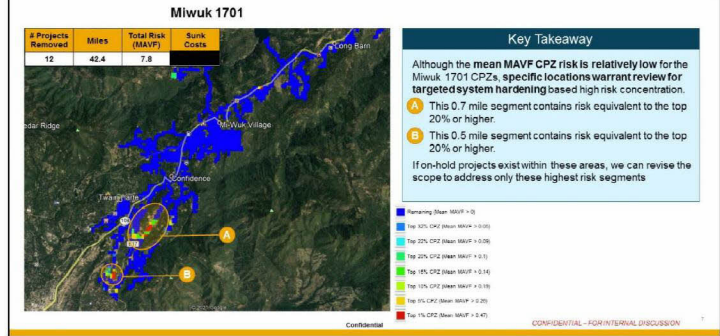 Miwuk 1701
# Projects Removed
Miles
Total Risk (MAVF)
Sunk Costs
12
42.4
7.8
Long Barn
edar Ridge
Mi-Wuk Village
Confidence
Twain Harte
A
B
Key Takeaway
Although the mean MAVF CPZ risk is relatively low for the
Miwuk 1701 CPZs, specific locations warrant review for
targeted system hardening based high risk concentration.
A This 0.7 mile segment contains risk equivalent to the top
20% or higher.
B This 0.5 mile segment contains risk equivalent to the top
20% or higher.
If on-hold projects exist within these areas, we can revise the
scope to address only these highest risk segments
Remaining (Mean MAVF > 0)
CPZ (Mean MAVF > 0.05)
CPZ (Mean MAVF > 0.09)
Top 20% CPZ (Mean MAVF > 0.1)
Top 15% CPZ (Mean MAVF > 0.14)
Top 10% CPZ (Mean MAVF > 0.19)
Top 5% CPZ (Mean MAVF > 0.26)
Top 1% CPZ (Mean MAVF > 0.47)
Confidential
CONFIDENTIAL - FOR INTERNAL DISCUSSION